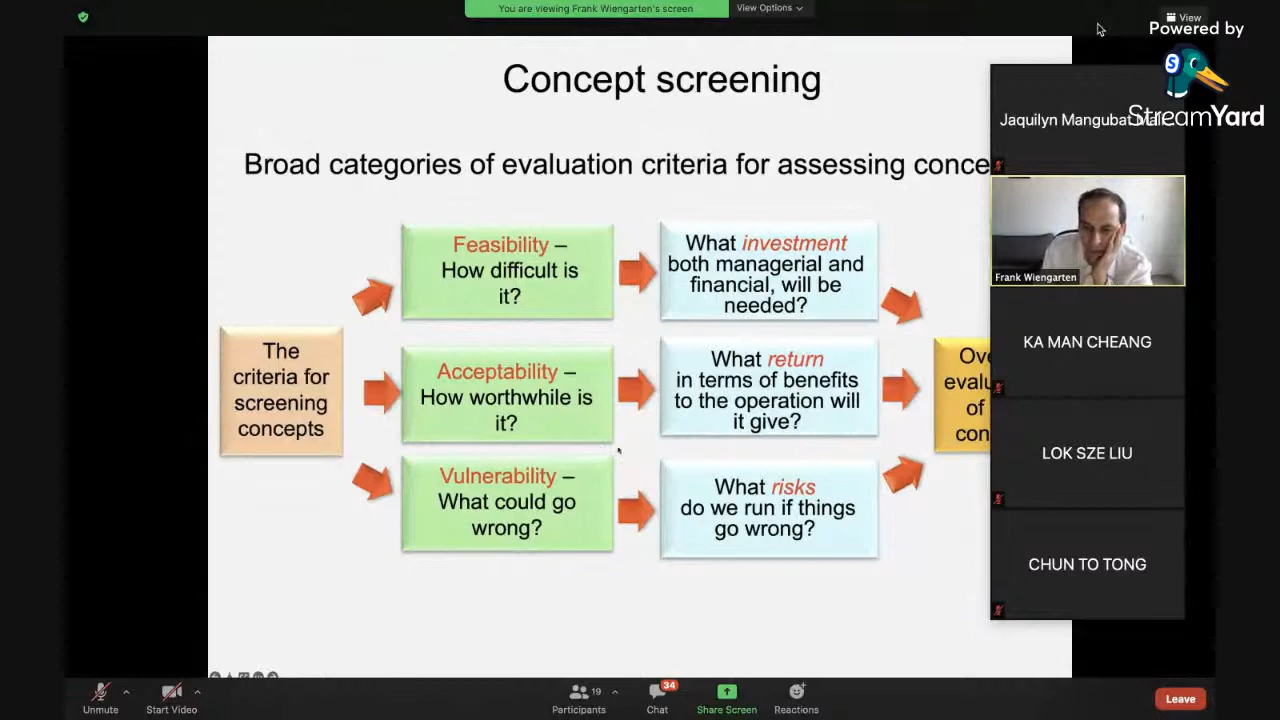 You are viewing Frank Wiengarten's screen
View Options
View
Powered by
StreamYard
Concept screening
Broad categories of evaluation criteria for assessing conce
Jaquilyn Mangubat
Frank Wiengarten
KA MAN CHEANG
LOK SZE LIU
CHUN TO TONG
The
criteria for
screening
concepts
Feasibility –
How difficult is
it?
What investment
both managerial and
financial, will be
needed?
Acceptability –
How worthwhile is
it?
What return
in terms of benefits
to the operation will
it give?
Vulnerability –
What could go
wrong?
What risks
do we run if things
go wrong?
Ove
evalu
of
con
Unmute
Start Video
19
Participants
34
Chat
Share Screen
Reactions
Leave